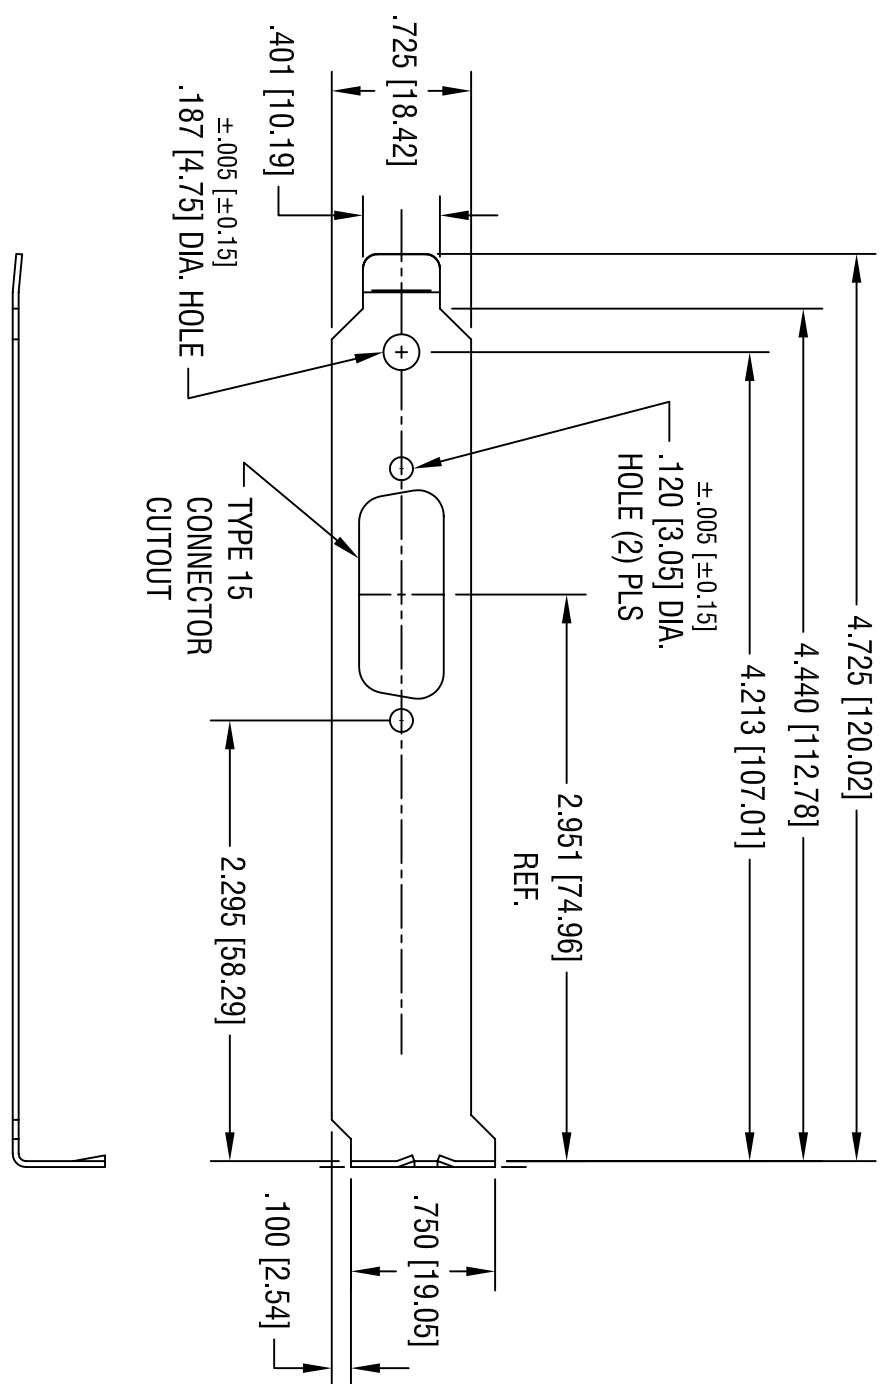 4.725 [120.02]
4.440 [112.78]
4.213 [107.01]
±.005 [±0.15]
.120 [3.05] DIA.
HOLE (2) PLS
2.951 [74.96]
REF.
.725 [18.42]
.401 [10.19]
±.005 [±0.15]
.187 [4.75] DIA. HOLE
TYPE 15
CONNECTOR
CUTOUT
2.295 [58.29]
.750 [19.05]
.100 [2.54]